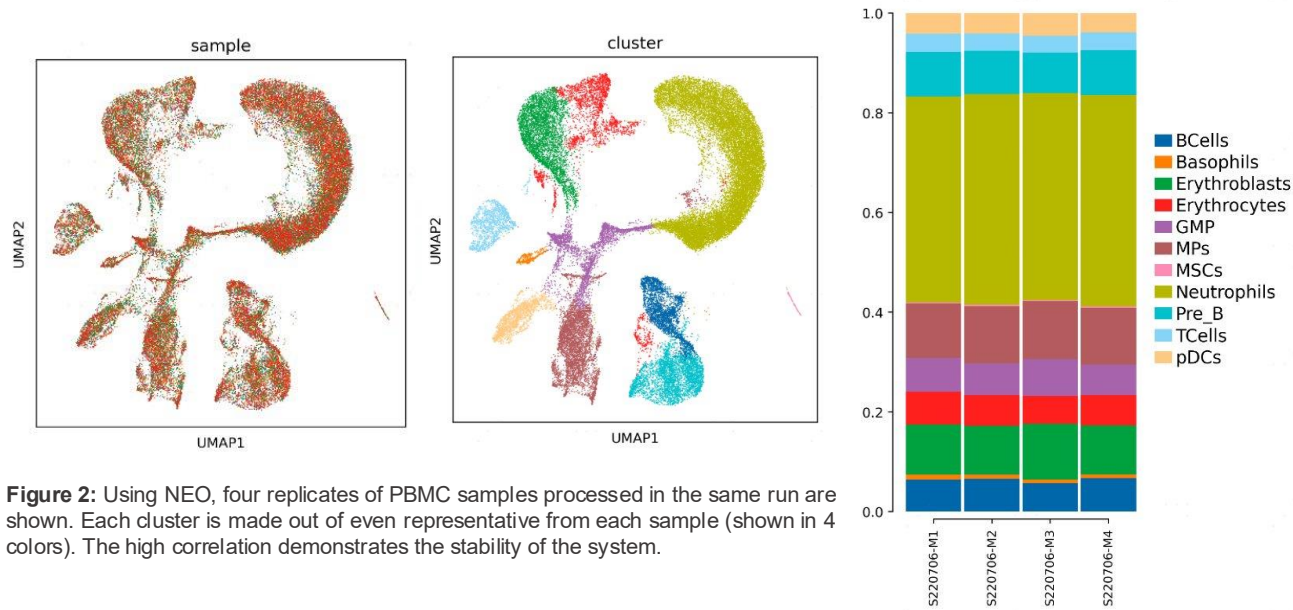 sample
UMAP2
UMAP1
cluster
UMAP2
UMAP1
1.0
0.8
0.6
0.4
0.2
0.0
S220706-M1
S220706-M2
S220706-M3
S220706-M4
BCells
Basophils
Erythroblasts
Erythrocytes
GMP
MPs
MSCs
Neutrophils
Pre_B
TCells
pDCs
Figure 2: Using NEO, four replicates of PBMC samples processed in the same run are
shown. Each cluster is made out of even representative from each sample (shown in 4
colors). The high correlation demonstrates the stability of the system.